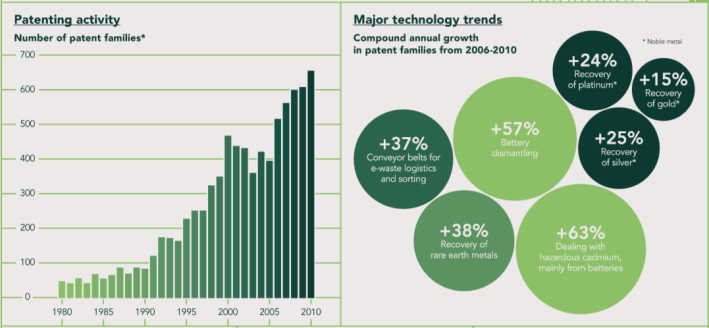 Patenting activity
Number of patent families*
700
600
500
400
300
200
100
0
1980
1985
1990
1995
2000
2005
2010
Major technology trends
Compound annual growth
in patent families from 2006-2010
* Noble metal
+24%
Recovery
of platinum*
+15%
Recovery
of gold*
+57%
Battery
dismantling
+37%
Conveyor belts for
e-waste logistics
and sorting
+25%
Recovery
of silver*
+38%
Recovery of
rare earth metals
+63%
Dealing with
hazardous cadmium,
mainly from batteries